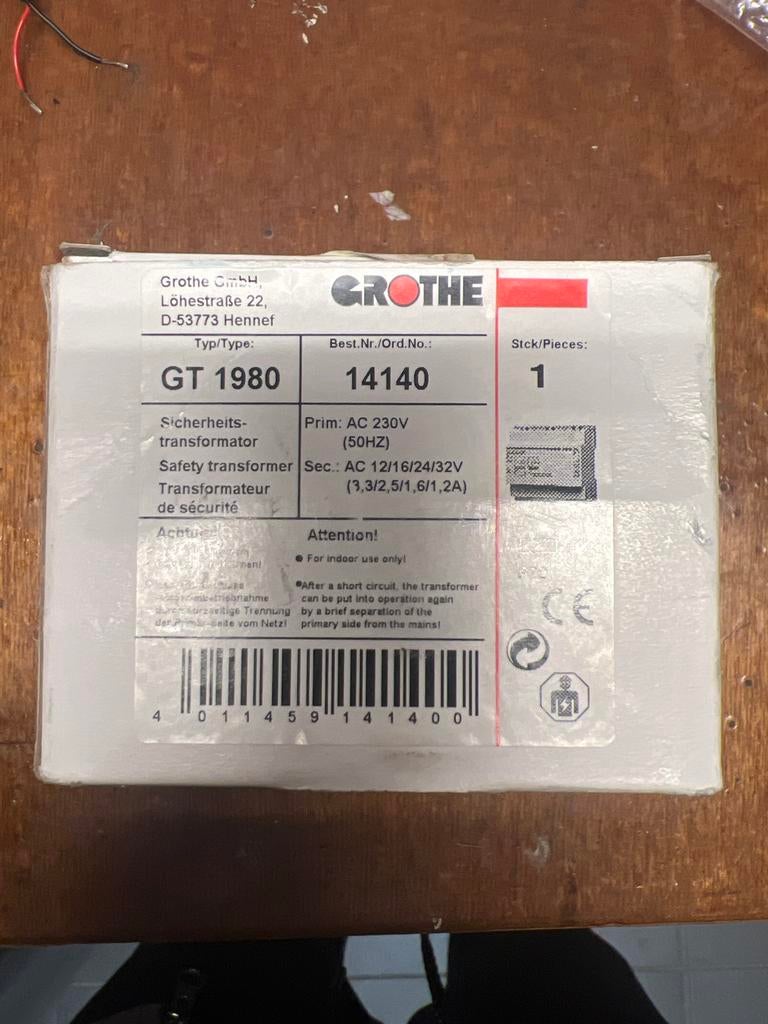 Grothe GmbH,
Löhestraße 22,
D-53773 Hennef
GROTHE
Typ/Type:
GT 1980
Best.Nr./Ord.No.:
14140
Stck/Pieces:
1
Sicherheits-
transformator
Safety transformer
Transformateur
de sécurité
Prim: AC 230V
(50HZ)
Sec.: AC 12/16/24/32V
(3,3/2,5/1,6/1,2A)
Attention!
For indoor use only!
After a short circuit, the transformer
can be put into operation again
by a brief separation of the
primary side from the mains!
vom Netz!
CE
4 011459 141400